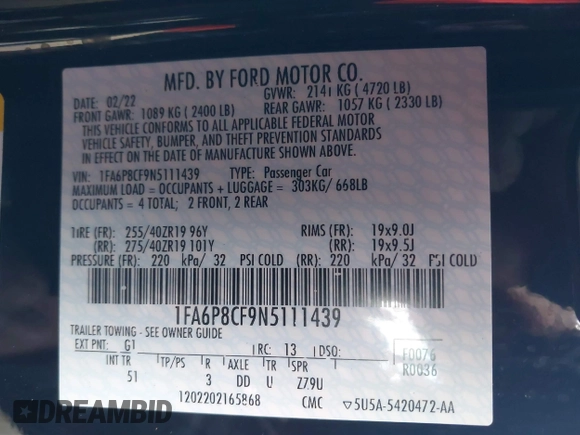 MFD. BY FORD MOTOR CO.
DATE: 02/22 GVWR: 2141 KG ( 4720 LB)
FRONT GAWR: 1089 KG ( 2400 LB) REAR GAWR: 1057 KG ( 2330 LB)
THIS VEHICLE CONFORMS TO ALL APPLICABLE FEDERAL MOTOR
VEHICLE SAFETY, BUMPER, AND THEFT PREVENTION STANDARDS
IN EFFECT ON THE DATE OF MANUFACTURE SHOWN ABOVE.
VIN: 1FA6P8CF9N5111439 TYPE: Passenger Car
MAXIMUM LOAD = OCCUPANTS + LUGGAGE = 303KG/ 668LB
OCCUPANTS = 4 TOTAL; 2 FRONT, 2 REAR
TIRE (FR): 255/40ZR19 96Y RIMS (FR): 19x9.0J
(RR): 275/40ZR19 101Y (RR): 19x9.5J
PRESSURE (FR): 220 kPa/ 32 PSI COLD (RR): 220 kPa/ 32 PSI COLD
1FA6P8CF9N5111439
TRAILER TOWING - SEE OWNER GUIDE
EXT PNT: G1 RC: 13 DSO: F0076
INT TR TP/PS R AXLE TR SPR R0036
51 3 DD U Z79U
1202202165868 CMC ▽5U5A-5420472-AA
DREAMBID